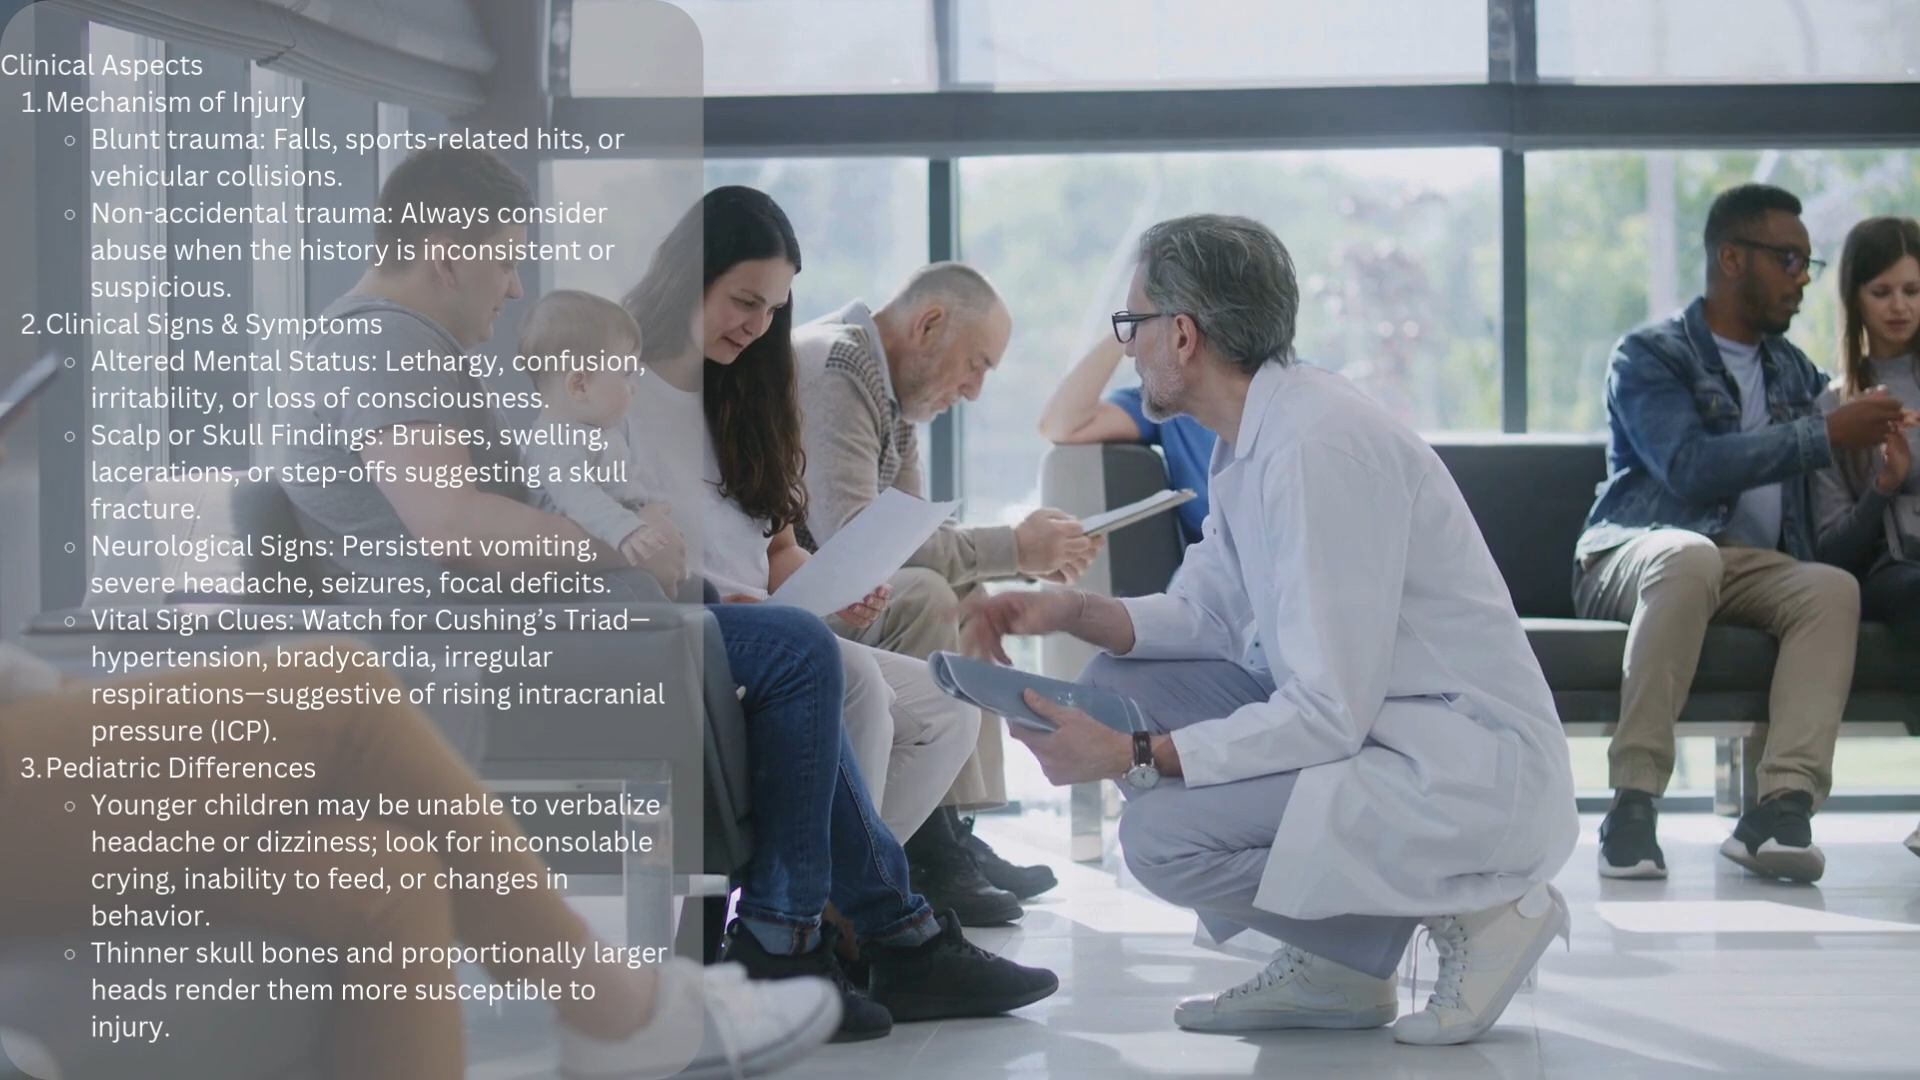 Clinical Aspects
1. Mechanism of Injury
○ Blunt trauma: Falls, sports-related hits, or
vehicular collisions.
○ Non-accidental trauma: Always consider
abuse when the history is inconsistent or
suspicious.
2. Clinical Signs & Symptoms
○ Altered Mental Status: Lethargy, confusion,
irritability, or loss of consciousness.
○ Scalp or Skull Findings: Bruises, swelling,
lacerations, or step-offs suggesting a skull
fracture.
○ Neurological Signs: Persistent vomiting,
severe headache, seizures, focal deficits.
○ Vital Sign Clues: Watch for Cushing’s Triad—
hypertension, bradycardia, irregular
respirations—suggestive of rising intracranial
pressure (ICP).
3. Pediatric Differences
○ Younger children may be unable to verbalize
headache or dizziness; look for inconsolable
crying, inability to feed, or changes in
behavior.
○ Thinner skull bones and proportionally larger
heads render them more susceptible to
injury.